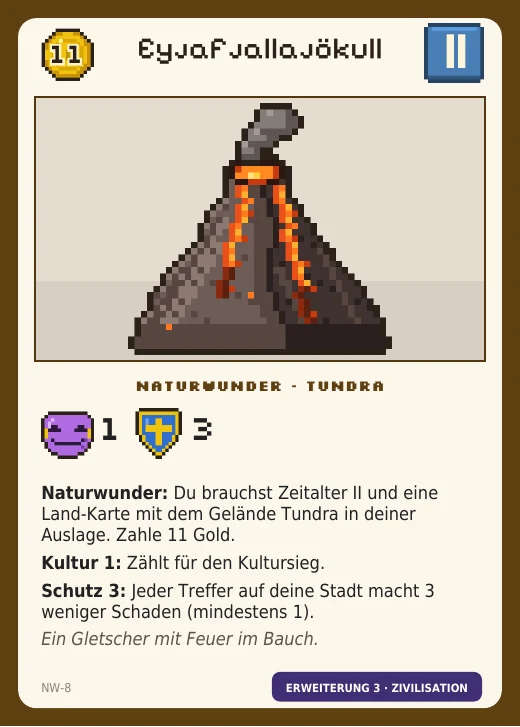 11
Eyjafjallajökull
II
NATURWUNDER - TUNDRA
1
3
Naturwunder: Du brauchst Zeitalter II und eine
Land-Karte mit dem Gelände Tundra in deiner
Auslage. Zahle 11 Gold.
Kultur 1: Zählt für den Kultursieg.
Schutz 3: Jeder Treffer auf deine Stadt macht 3
weniger Schaden (mindestens 1).
Ein Gletscher mit Feuer im Bauch.
NW-8
ERWEITERUNG 3 · ZIVILISATION